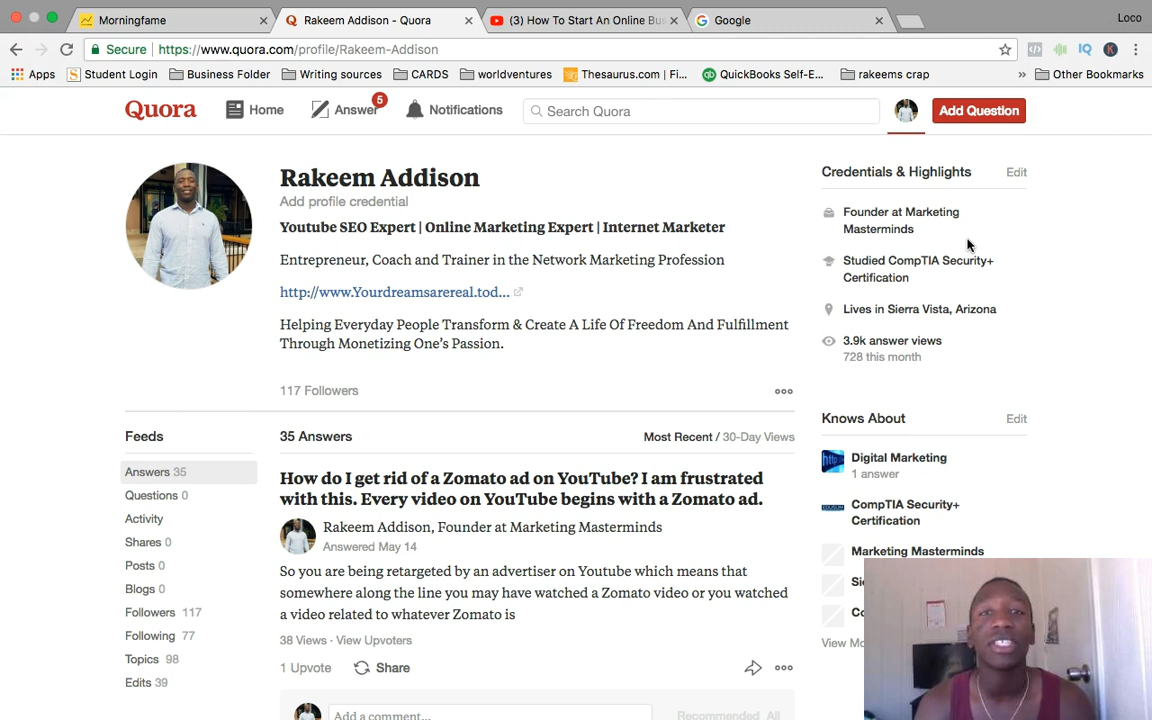 Morningfame
Rakeem Addison - Quora
(3) How To Start An Online Bus
Google
Loco
Secure
https://www.quora.com/profile/Rakeem-Addison
Apps
Student Login
Business Folder
Writing sources
CARDS
worldventures
Thesaurus.com | Fi...
QuickBooks Self-E...
rakeems crap
»
Other Bookmarks
Quora
Home
Answer
5
Notifications
Search Quora
Add Question
Rakeem Addison
Add profile credential
Youtube SEO Expert | Online Marketing Expert | Internet Marketer
Entrepreneur, Coach and Trainer in the Network Marketing Profession
http://www.Yourdreamsarereal.tod...
Helping Everyday People Transform & Create A Life Of Freedom And Fulfillment
Through Monetizing One's Passion.
117 Followers
Credentials & Highlights
Edit
Founder at Marketing
Masterminds
Studied CompTIA Security+
Certification
Lives in Sierra Vista, Arizona
3.9k answer views
728 this month
Knows About
Edit
Digital Marketing
1 answer
CompTIA Security+
Certification
Marketing Masterminds
Feeds
Answers 35
Questions 0
Activity
Shares 0
Posts 0
Blogs 0
Followers 117
Following 77
Topics 98
Edits 39
35 Answers
Most Recent / 30-Day Views
How do I get rid of a Zomato ad on YouTube? I am frustrated
with this. Every video on YouTube begins with a Zomato ad.
Rakeem Addison, Founder at Marketing Masterminds
Answered May 14
So you are being retargeted by an advertiser on Youtube which means that
somewhere along the line you may have watched a Zomato video or you watched
a video related to whatever Zomato is
38 Views · View Upvoters
1 Upvote
Share
Add a comment...
Recommended All